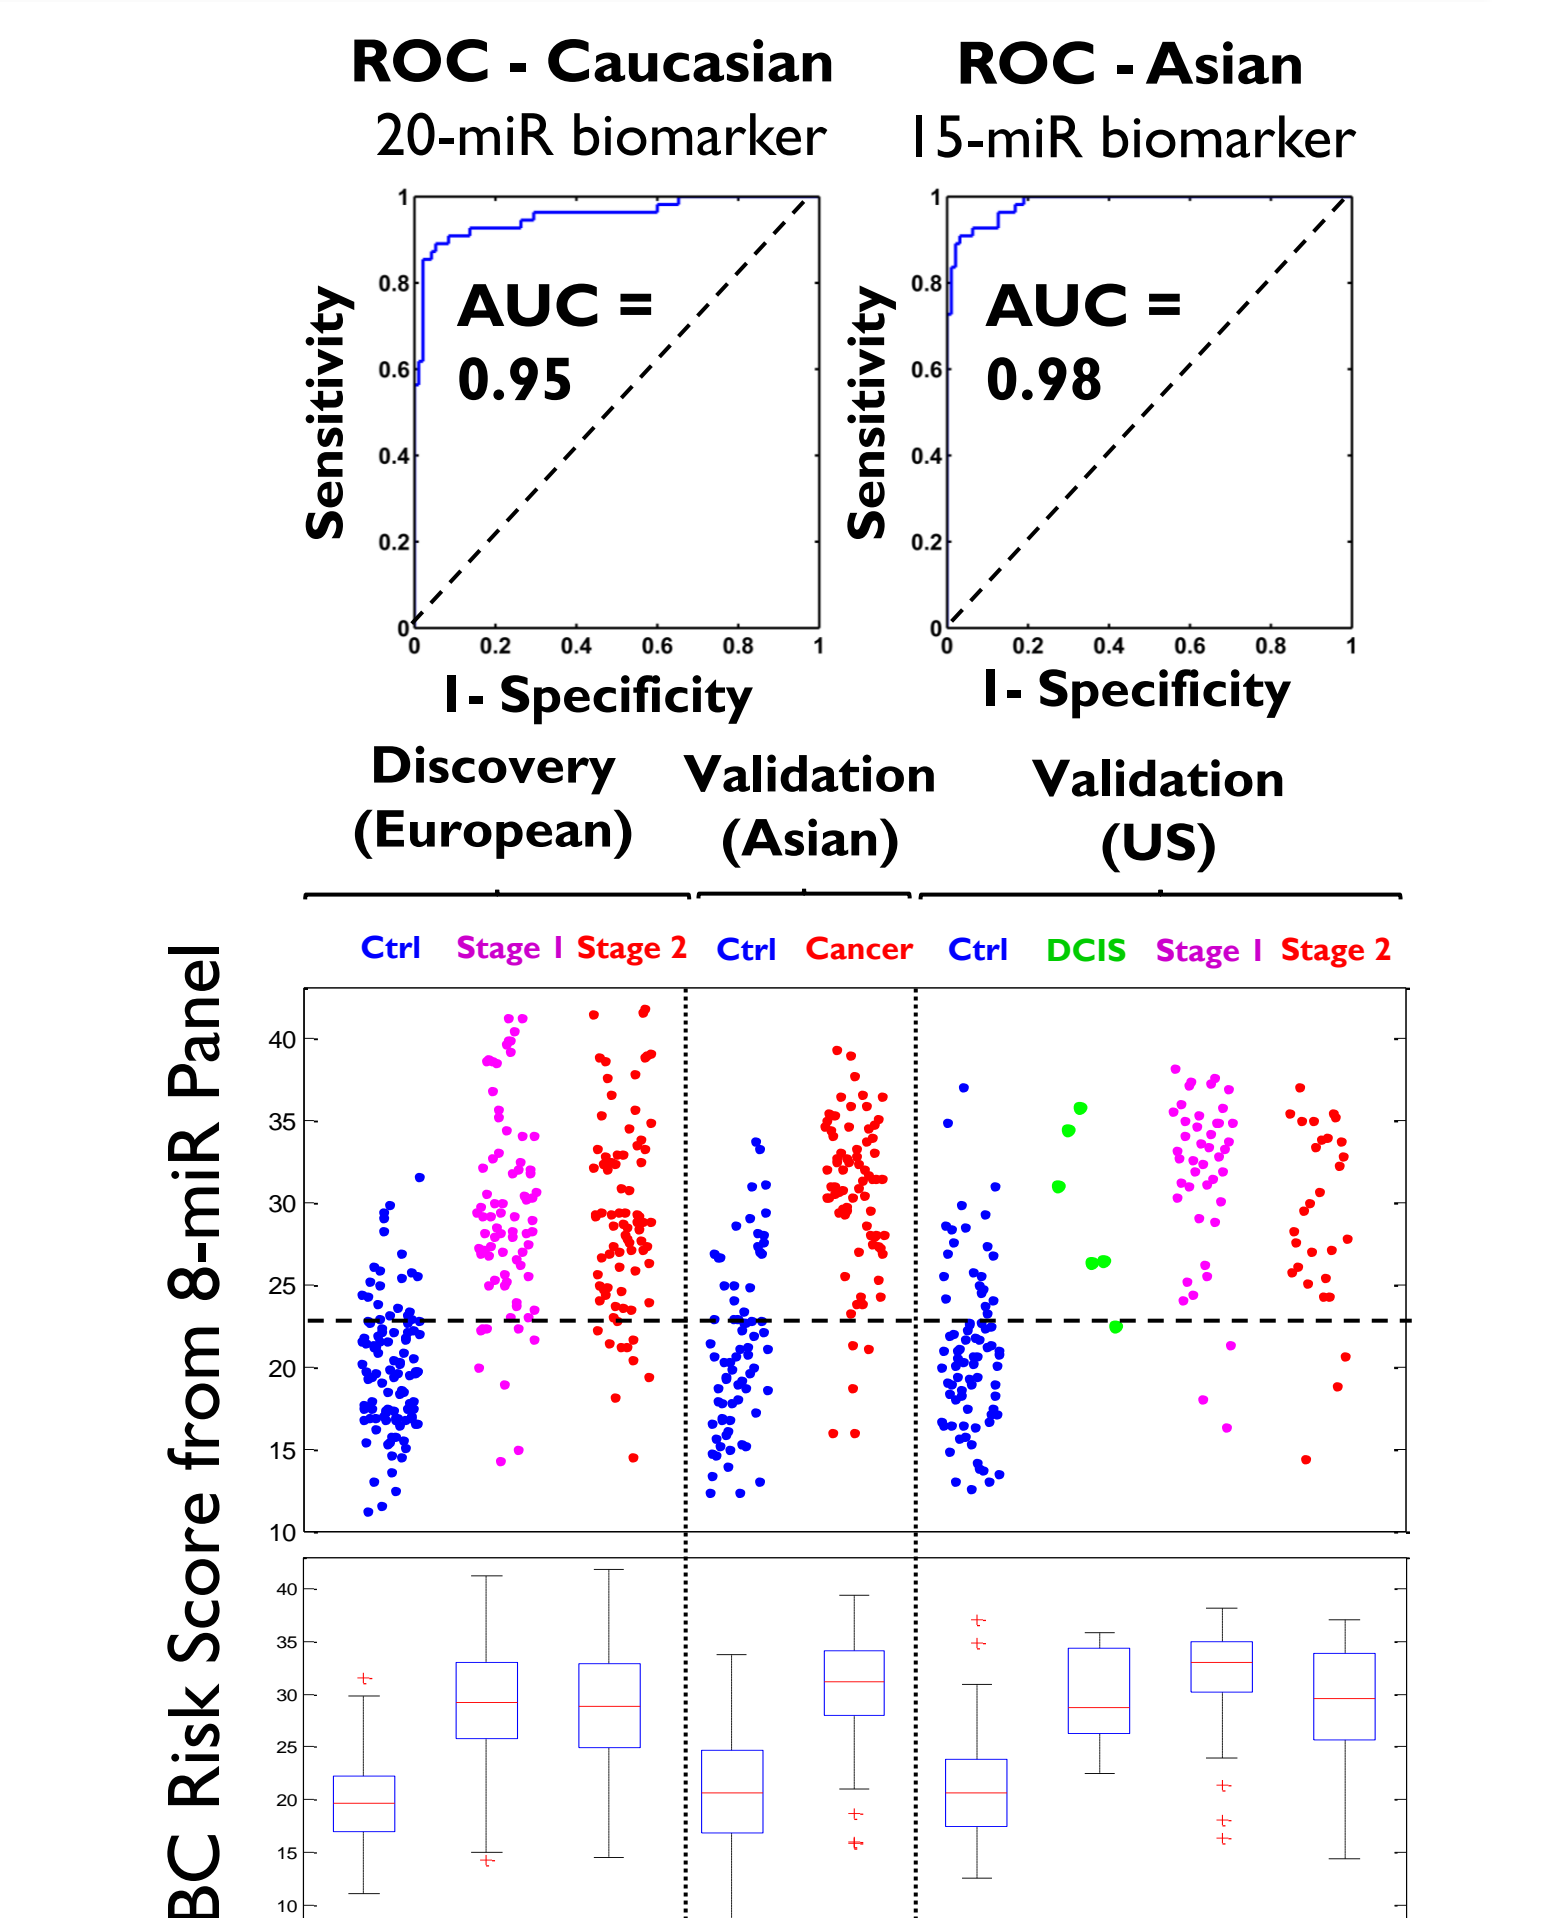 ROC - Caucasian
20-miR biomarker
ROC - Asian
15-miR biomarker
1
0.8
0.6
0.4
0.2
0
0 0.2 0.4 0.6 0.8 1
Sensitivity
AUC =
0.95
1- Specificity
1
0.8
0.6
0.4
0.2
0
0 0.2 0.4 0.6 0.8 1
Sensitivity
AUC =
0.98
1- Specificity
Discovery
(European)
Validation
(Asian)
Validation
(US)
Ctrl Stage 1 Stage 2 Ctrl Cancer Ctrl DCIS Stage 1 Stage 2
BC Risk Score from 8-miR Panel
40
35
30
25
20
15
10
40
35
30
25
20
15
10